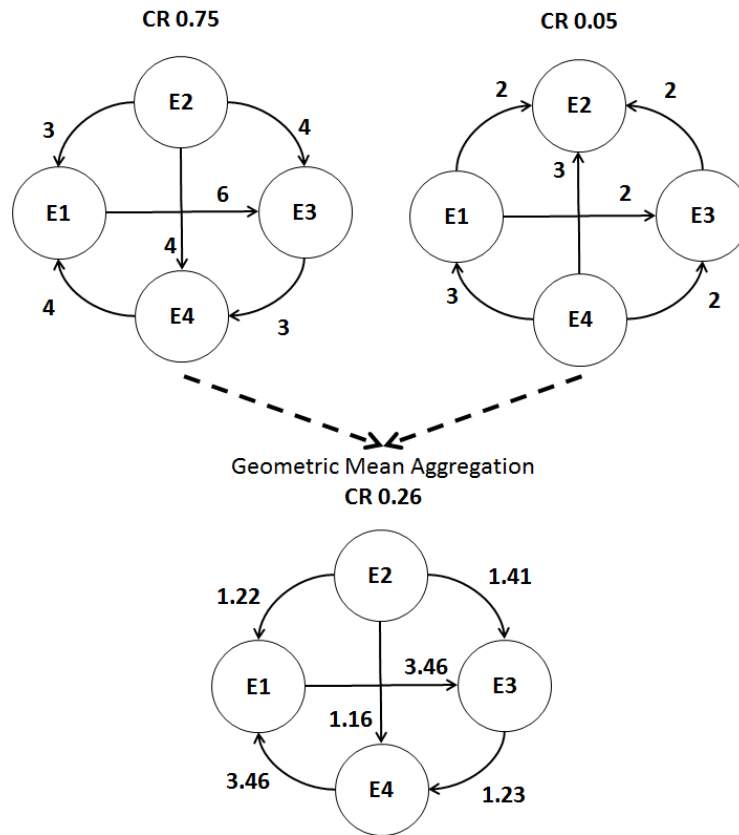 CR 0.75
CR 0.05
E2
3
4
E1
6
E3
4
4
E4
3
2
E2
2
3
E1
2
E3
3
E4
2
Geometric Mean Aggregation
CR 0.26
E2
1.22
1.41
E1
3.46
E3
1.16
3.46
E4
1.23